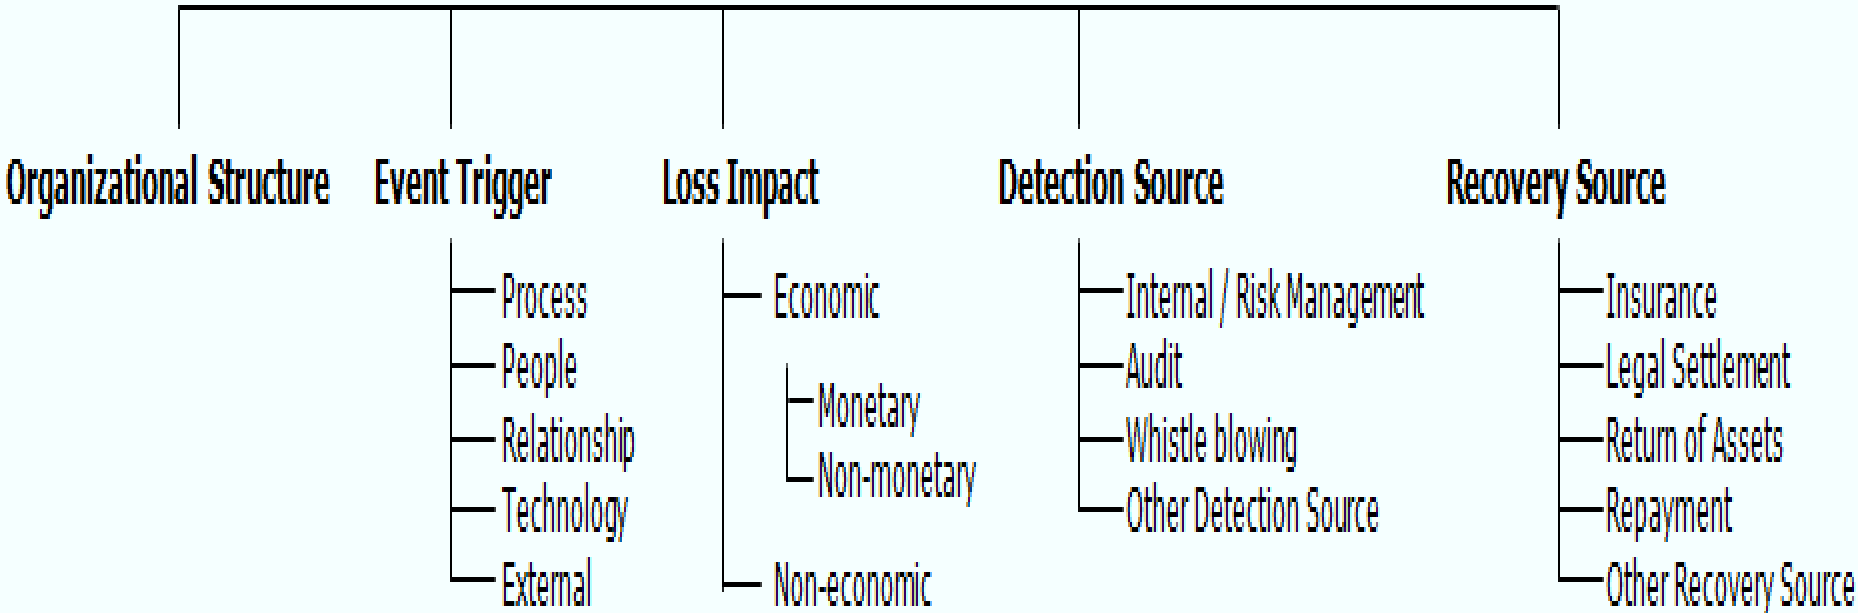 Organizational Structure
Event Trigger
Process
People
Relationship
Technology
External
Loss Impact
Economic
Monetary
Non-monetary
Non-economic
Detection Source
Internal / Risk Management
Audit
Whistle blowing
Other Detection Source
Recovery Source
Insurance
Legal Settlement
Return of Assets
Repayment
Other Recovery Source